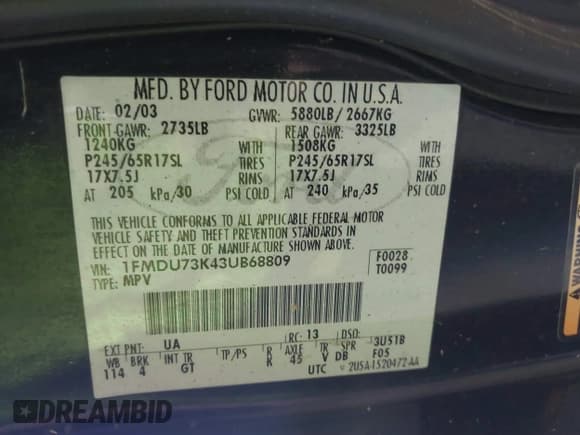 MFD. BY FORD MOTOR CO. IN U.S.A.
DATE: 02/03 GVWR: 5880LB/ 2667KG
FRONT GAWR: 2735LB REAR GAWR: 3325LB
1240KG WITH 1508KG WITH
P245/65R17SL TIRES P245/65R17SL TIRES
17X7.5J RIMS 17X7.5J RIMS
AT 205 kPa/30 PSI COLD AT 240 kPa/35 PSI COLD
Ford
THIS VEHICLE CONFORMS TO ALL APPLICABLE FEDERAL MOTOR
VEHICLE SAFETY AND THEFT PREVENTION STANDARDS IN
EFFECT ON THE DATE OF MANUFACTURE SHOWN ABOVE.
VIN: 1FMDU73K43UB68809 F0028
TYPE: MPV T0099
EXT PNT: UA RC: 13 DSO: 3U51B
WB BRK INT TR TP/PS R AXLE TR SPR F05
114 4 GT K 45 V DB
UTC ▽ 2U5A-1520472-AA
WARNING
DREAMBID